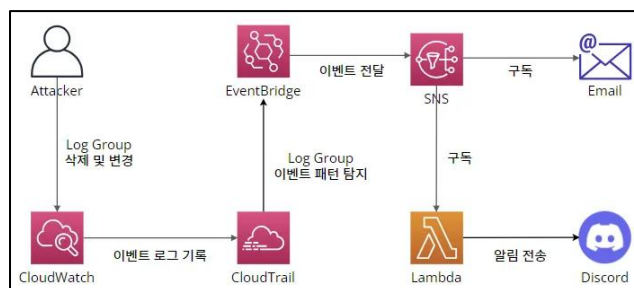 Attacker
EventBridge
이벤트 전달
SNS
구독
Email
Log Group
삭제 및 변경
Log Group
이벤트 패턴 탐지
구독
CloudWatch
이벤트 로그 기록
CloudTrail
Lambda
알림 전송
Discord